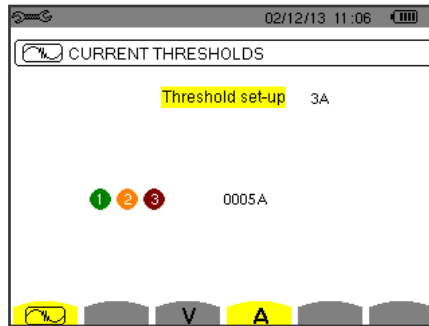 02/12/13 11:06
CURRENT THRESHOLDS
Threshold set-up 3A
1 2 3 0005A
V A